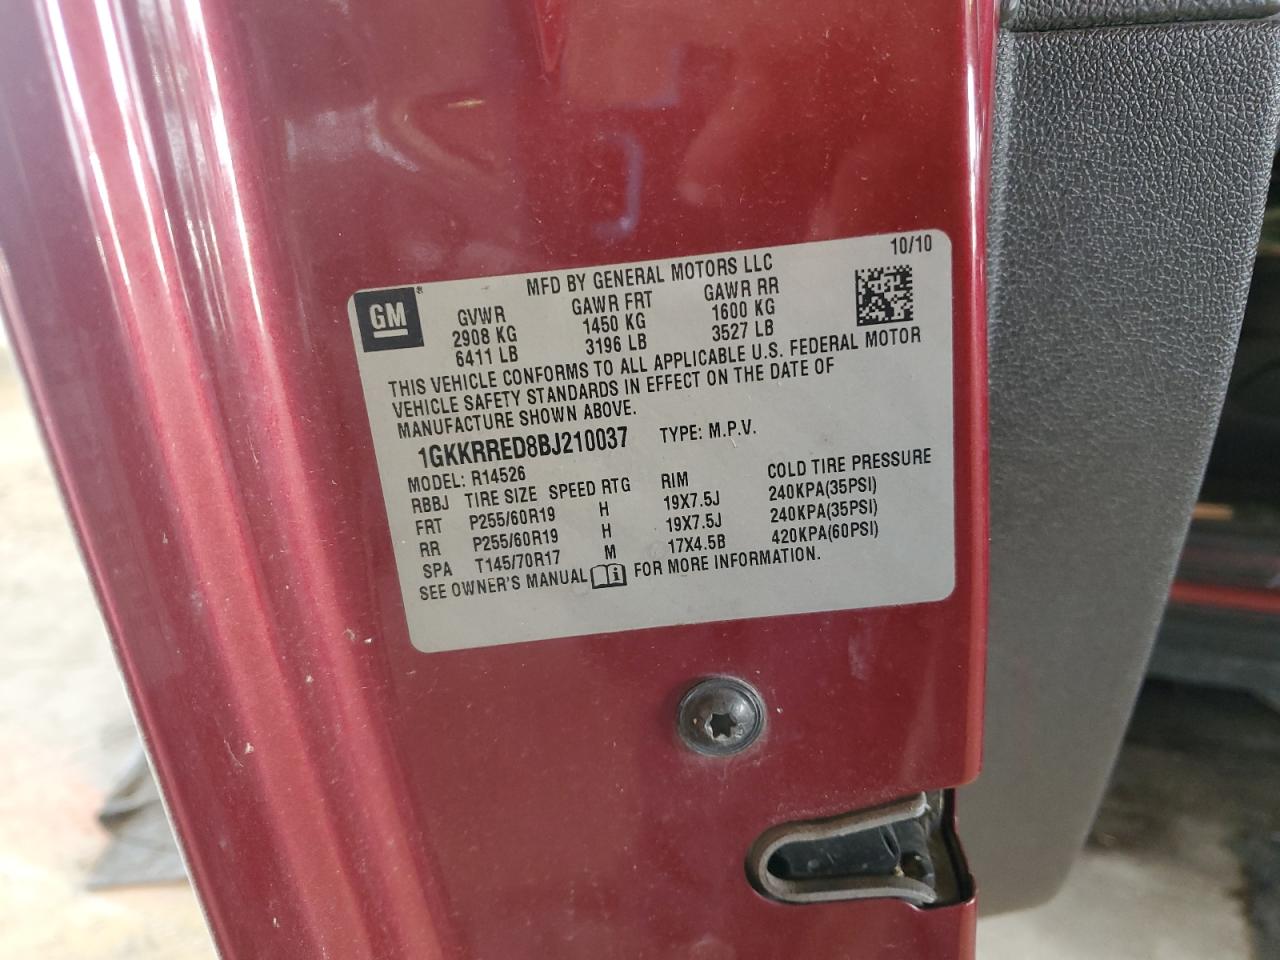 10/10
GM®
MFD BY GENERAL MOTORS LLC
GVWR GAWR FRT GAWR RR
2908 KG 1450 KG 1600 KG
6411 LB 3196 LB 3527 LB
THIS VEHICLE CONFORMS TO ALL APPLICABLE U.S. FEDERAL MOTOR
VEHICLE SAFETY STANDARDS IN EFFECT ON THE DATE OF
MANUFACTURE SHOWN ABOVE.
1GKKRRED8BJ210037 TYPE: M.P.V.
MODEL: R14526
RBBJ TIRE SIZE SPEED RTG RIM COLD TIRE PRESSURE
FRT P255/60R19 H 19X7.5J 240KPA(35PSI)
RR P255/60R19 H 19X7.5J 240KPA(35PSI)
SPA T145/70R17 M 17X4.5B 420KPA(60PSI)
SEE OWNER'S MANUAL i FOR MORE INFORMATION.